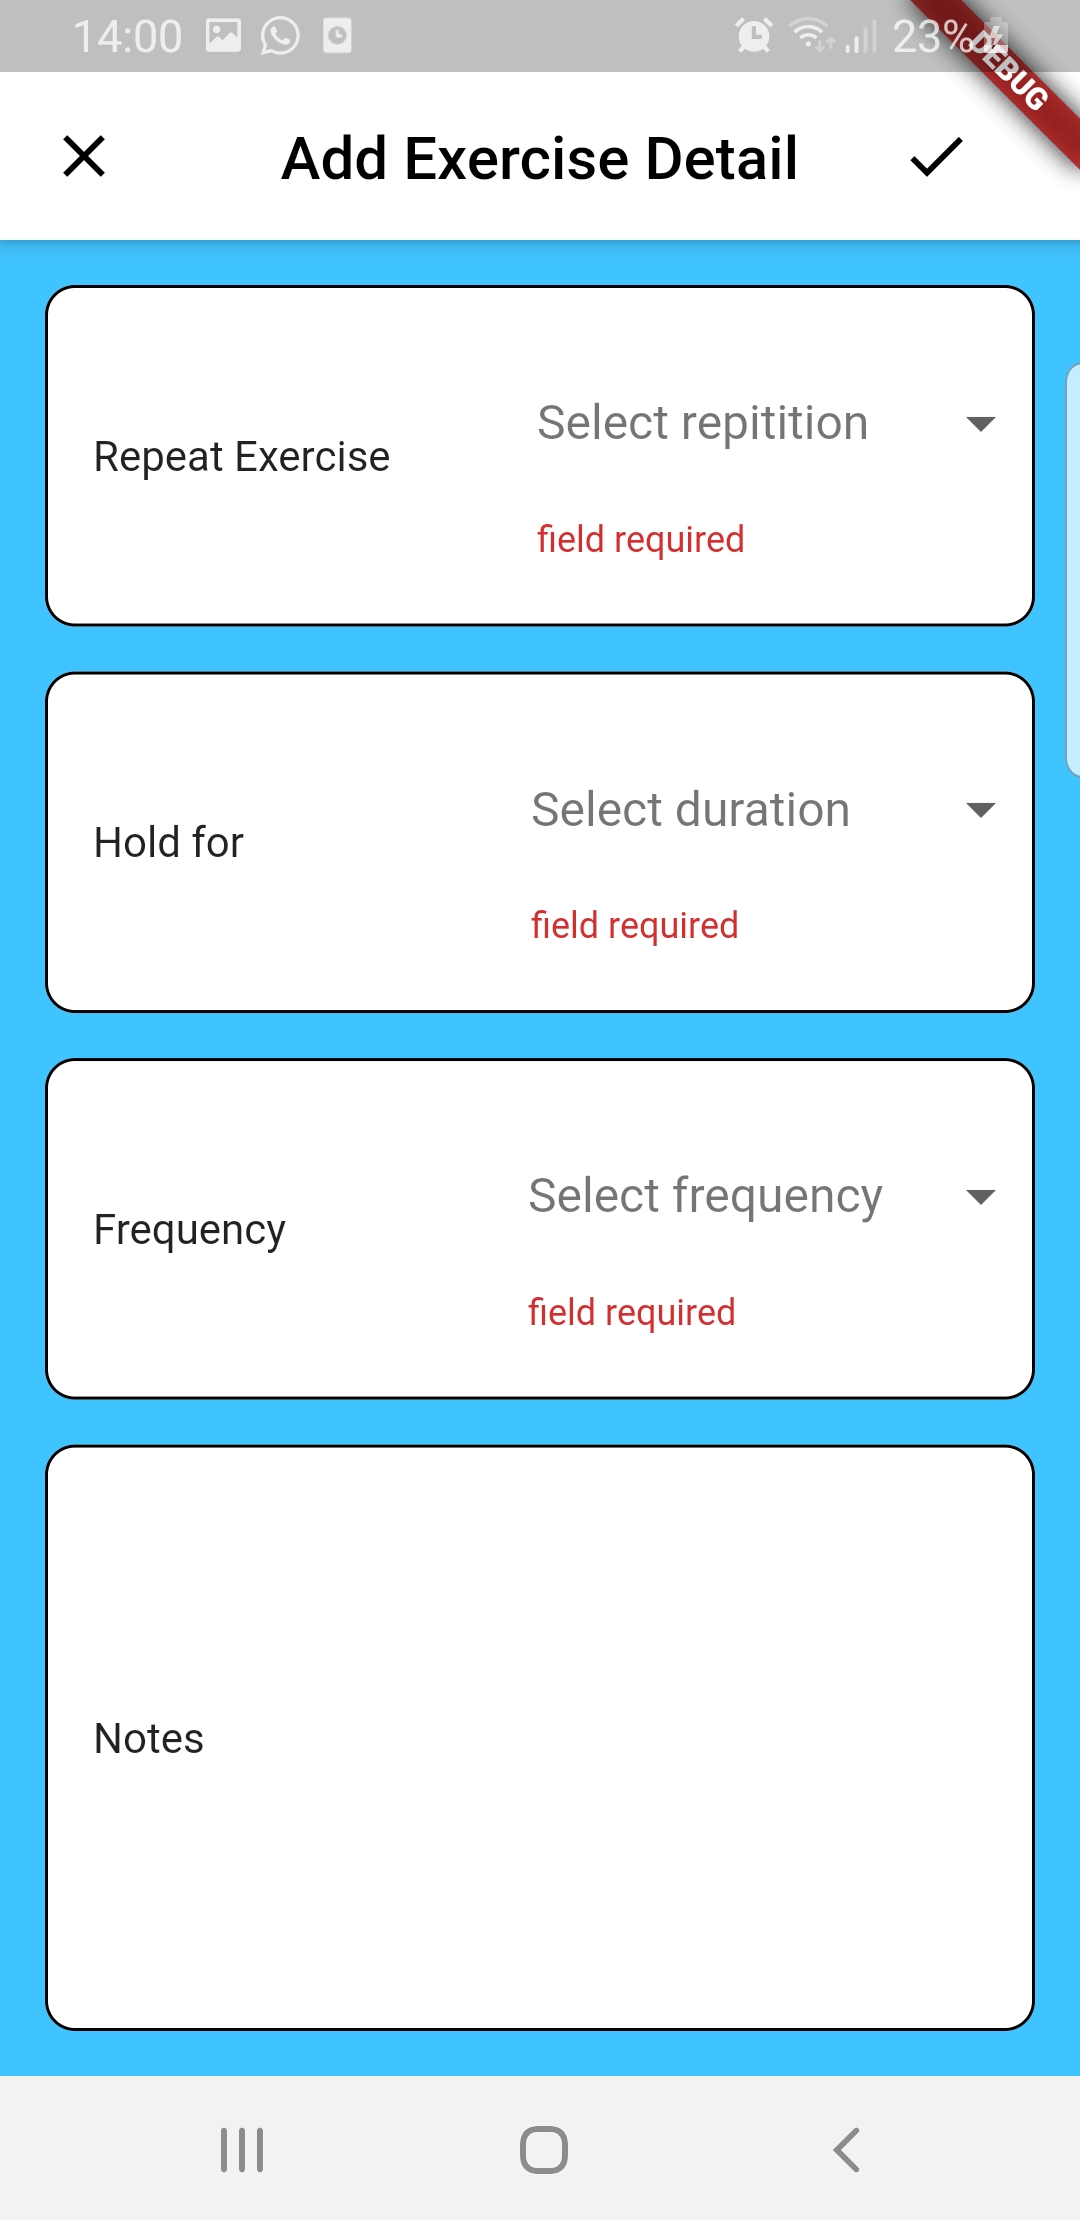 14:00
23%
DEBUG
Add Exercise Detail
Repeat Exercise
Select repitition
field required
Hold for
Select duration
field required
Frequency
Select frequency
field required
Notes